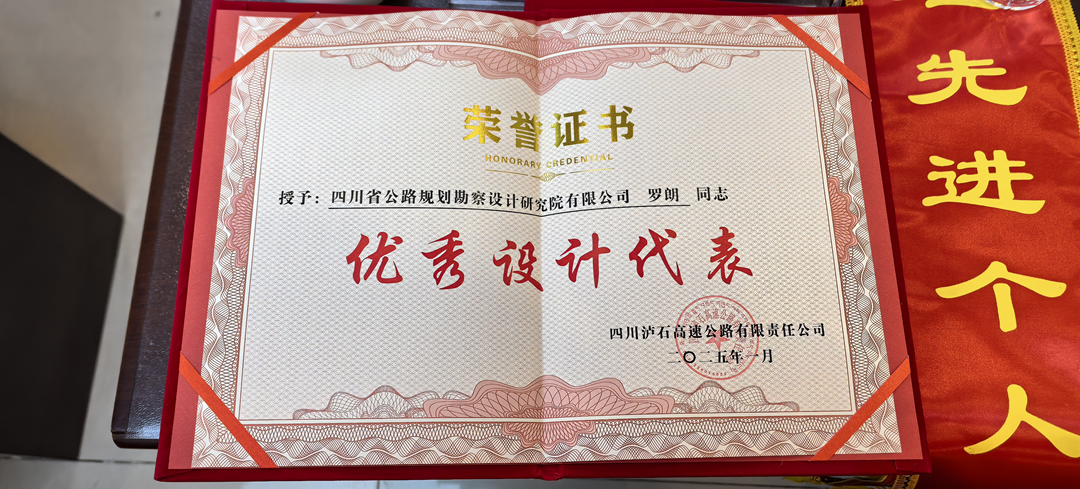 荣誉证书
HONORARY CREDENTIAL
授予：四川省公路规划勘察设计研究院有限公司 罗朗 同志
优秀设计代表
四川泸石高速公路有限责任公司
二〇二五年一月
先进个人